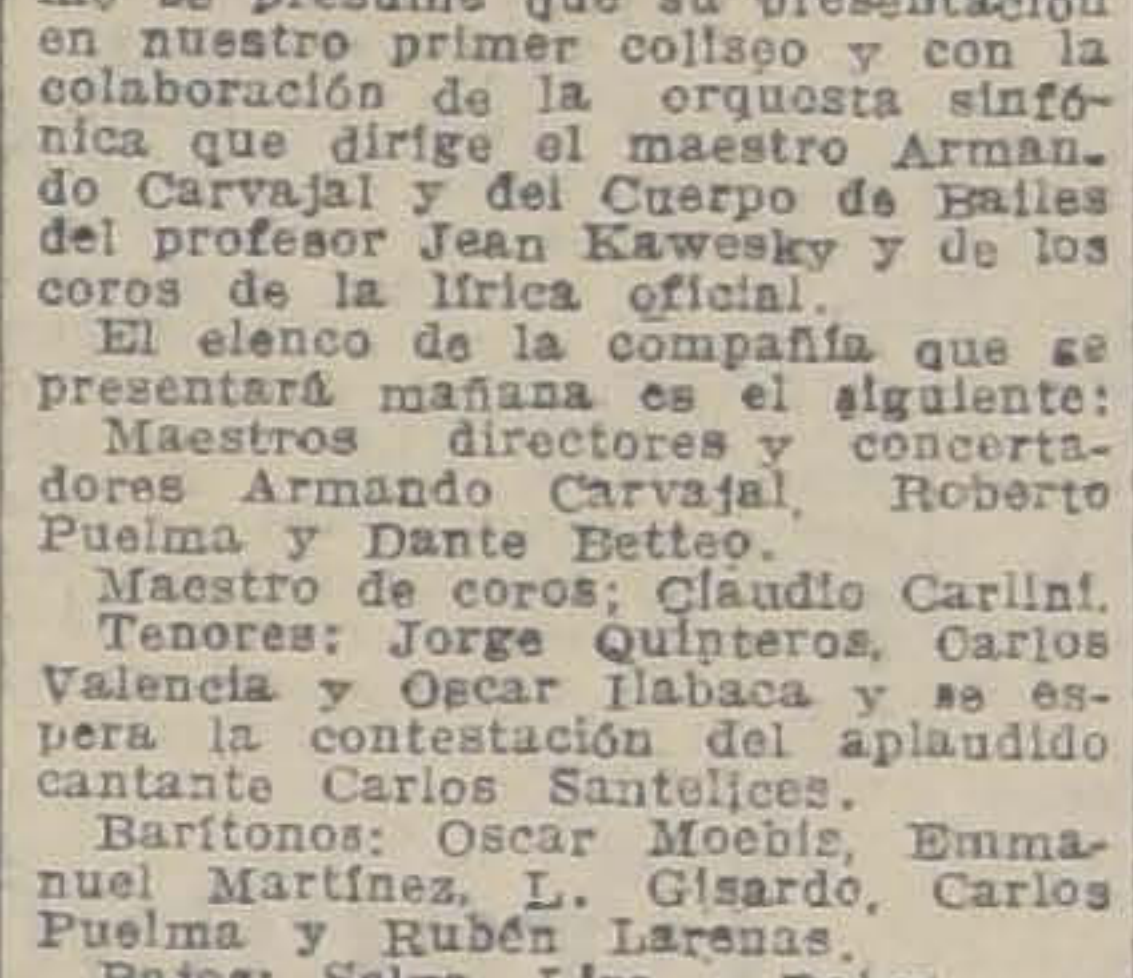 que su presentación
en nuestro primer coliseo y con la
colaboración de la orquesta sinfó-
nica que dirige el maestro Arman-
do Carvajal y del Cuerpo de Bailes
del profesor Jean Kawesky y de los
coros de la lírica oficial.
El elenco de la compañía que se
presentará mañana es el siguiente:
Maestros directores y concerta-
dores Armando Carvajal, Roberto
Puelma y Dante Betteo.
Maestro de coros: Claudio Carlini.
Tenores: Jorge Quinteros, Carlos
Valencia y Oscar Ilabaca y se es-
pera la contestación del aplaudido
cantante Carlos Santelices.
Barítonos: Oscar Moebis, Emma-
nuel Martínez, L. Gisardo, Carlos
Puelma y Rubén Larenas.